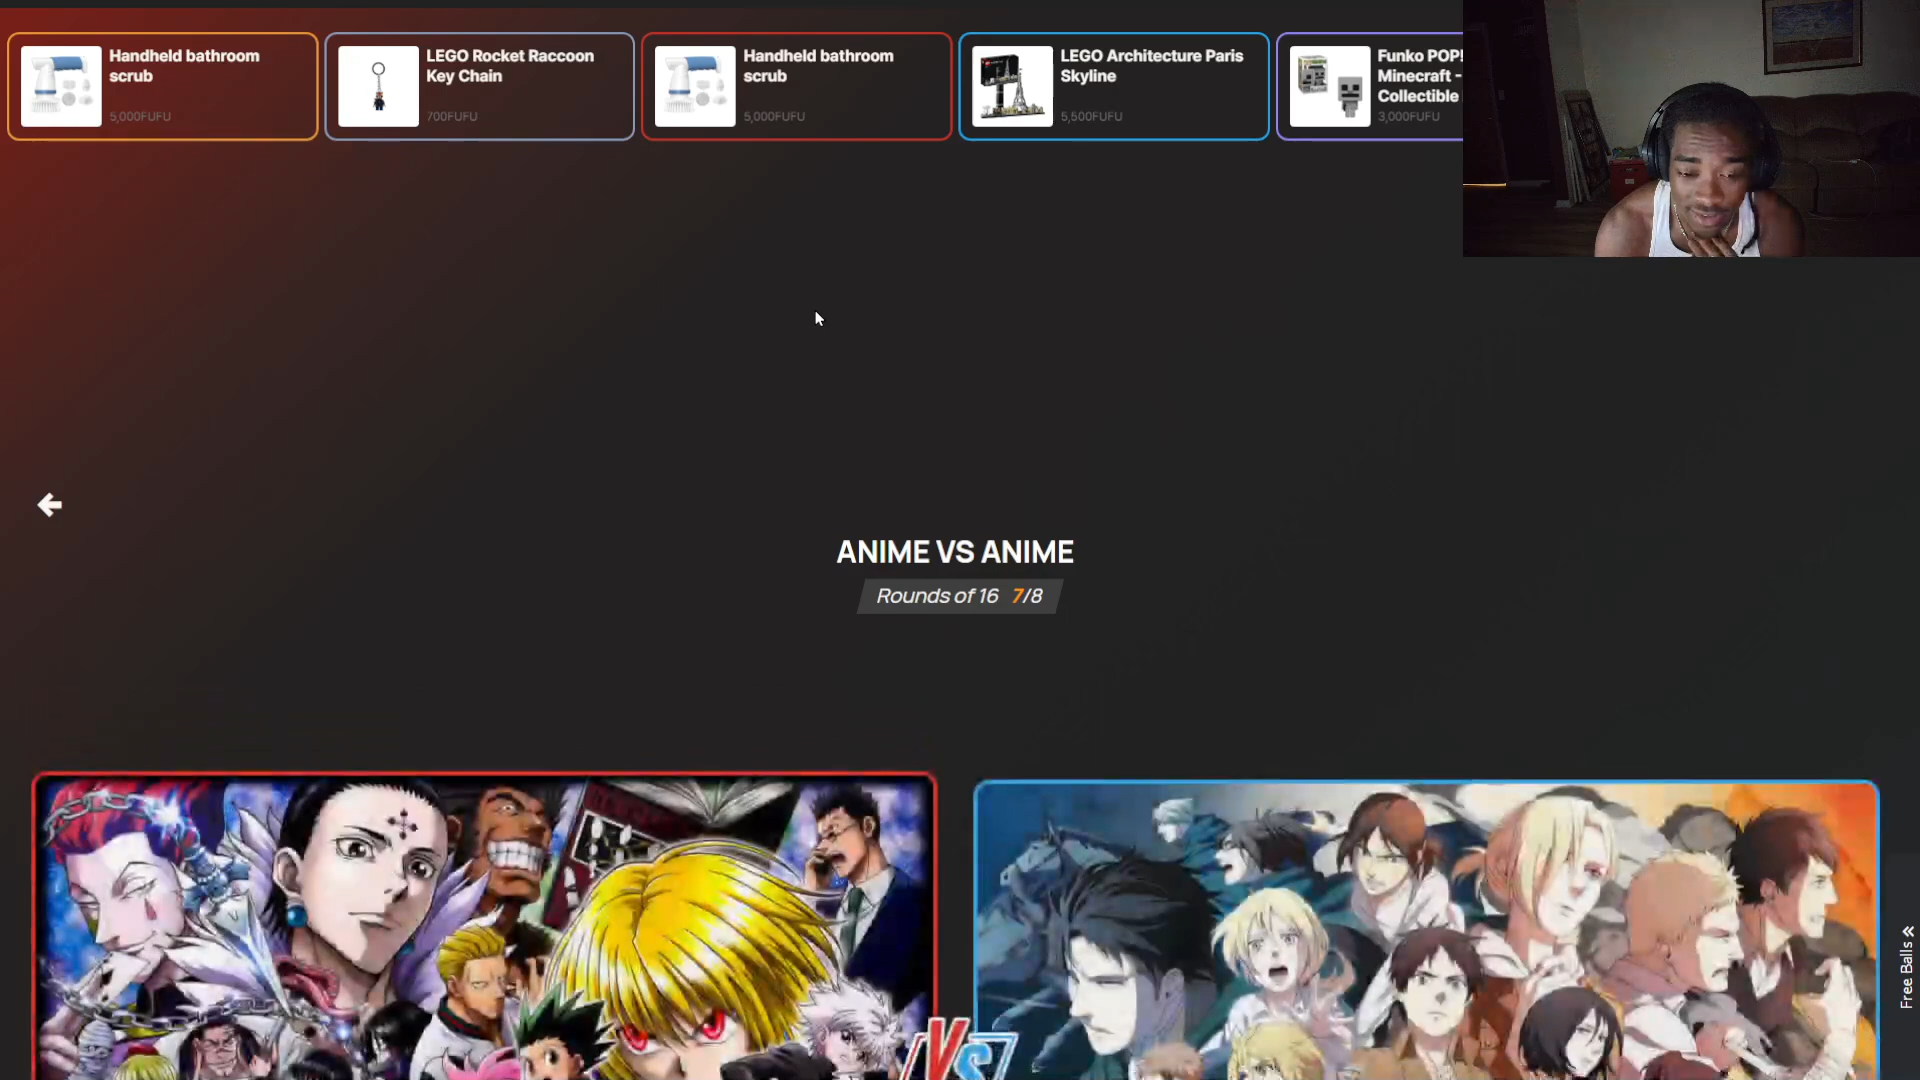 Handheld bathroom
scrub
5,000FUFU
LEGO Rocket Raccoon
Key Chain
700FUFU
Handheld bathroom
scrub
5,000FUFU
LEGO Architecture Paris
Skyline
5,500FUFU
Funko POP!
Minecraft -
Collectible
3,000FUFU
ANIME VS ANIME
Rounds of 16 7/8
VS
Free Balls